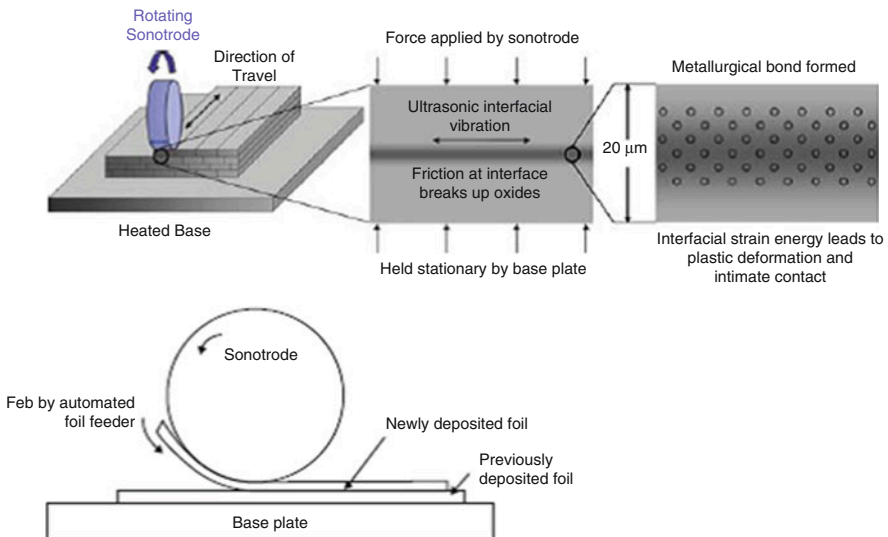 Rotating
Sonotrode
Direction of
Travel
Heated Base
Force applied by sonotrode
Ultrasonic interfacial
vibration
Friction at interface
breaks up oxides
Held stationary by base plate
20 μm
Metallurgical bond formed
Interfacial strain energy leads to
plastic deformation and
intimate contact
Sonotrode
Feb by automated
foil feeder
Newly deposited foil
Previously
deposited foil
Base plate